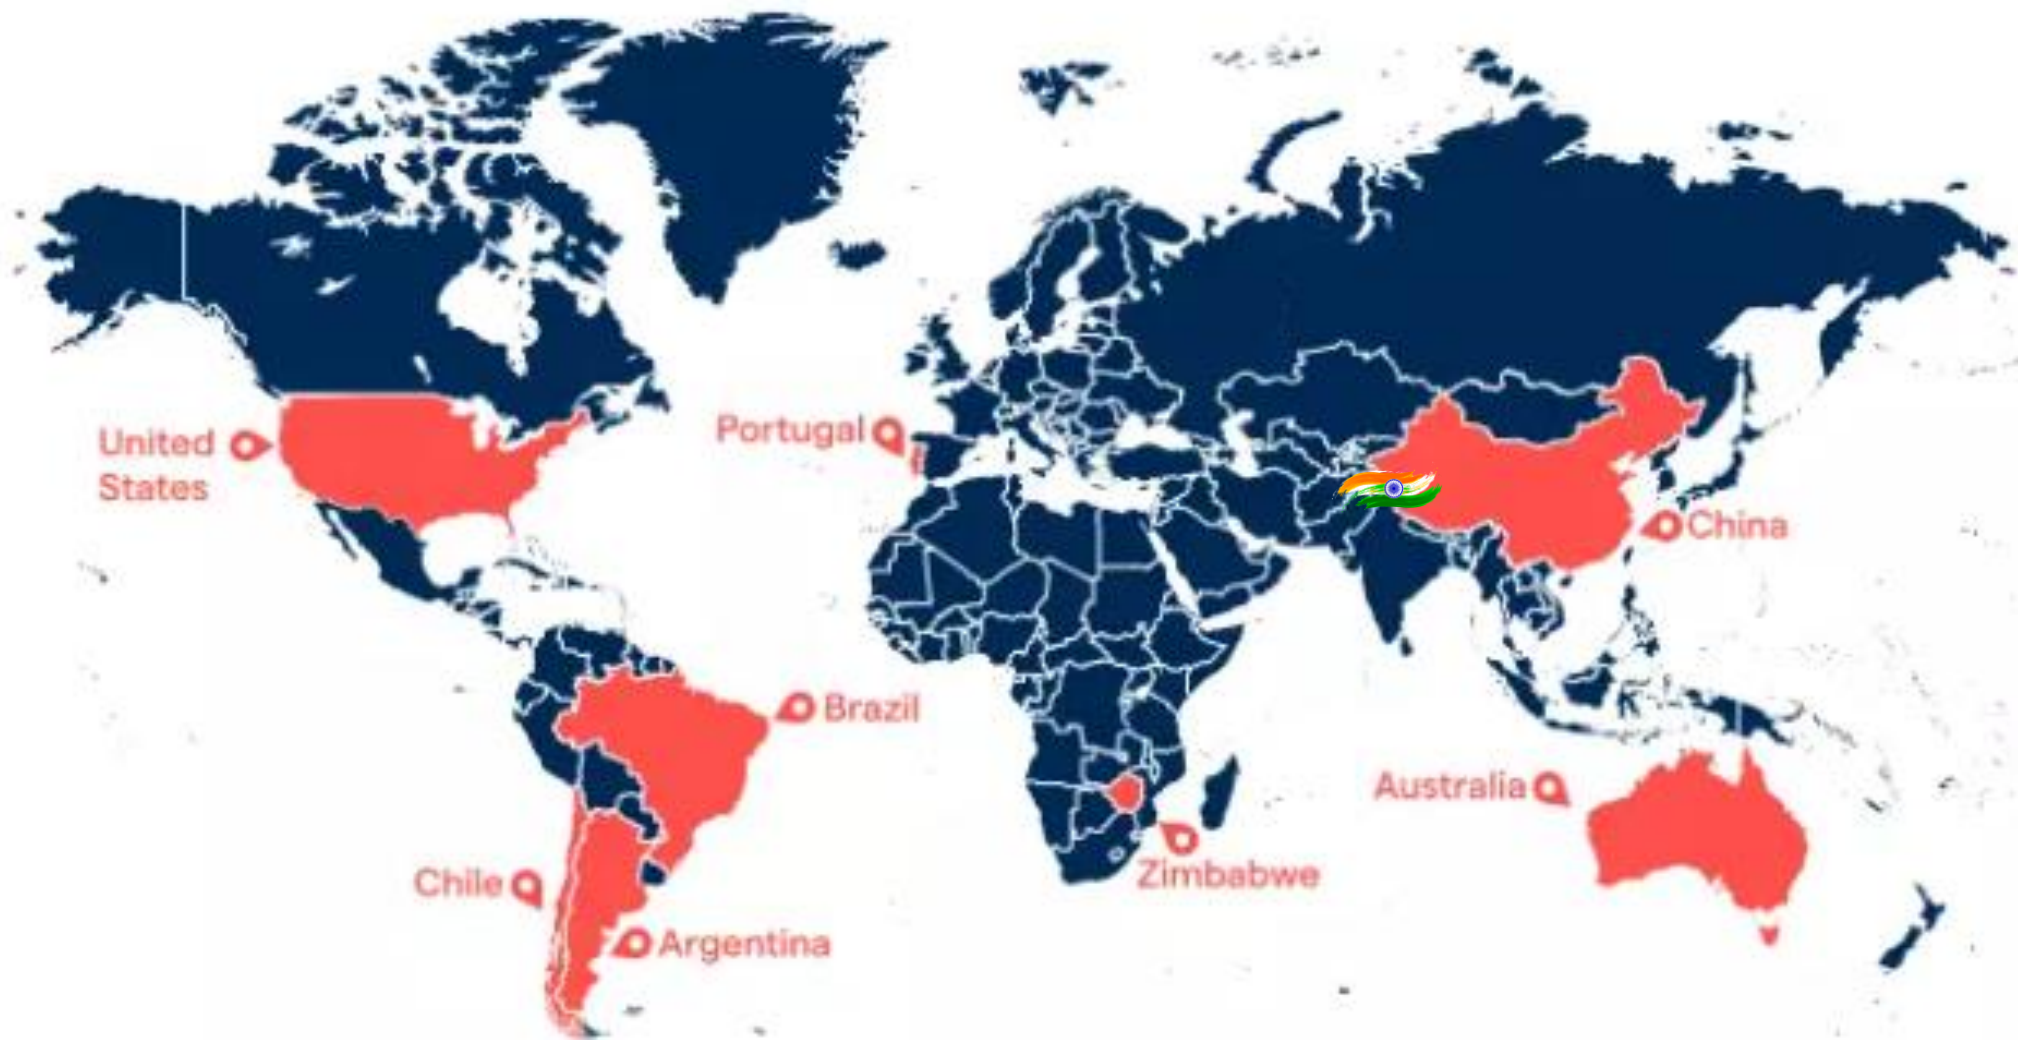 United
States
Portugal
China
Brazil
Australia
Zimbabwe
Chile
Argentina